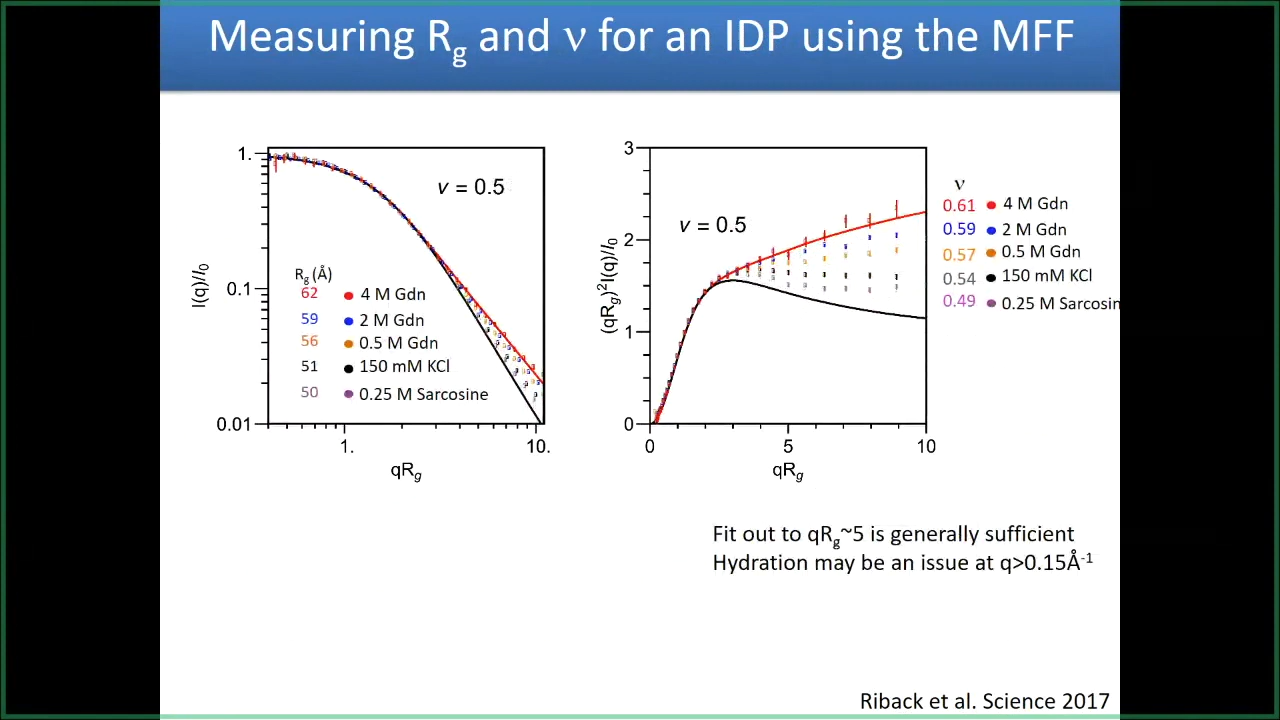 Measuring Rg and ν for an IDP using the MFF
1.
0.1
0.01
I(q)/I0
ν = 0.5
Rg (Å)
62 4 M Gdn
59 2 M Gdn
56 0.5 M Gdn
51 150 mM KCl
50 0.25 M Sarcosine
1. 10.
qRg
3
2
1
0
(qRg)²I(q)/I0
ν = 0.5
0 5 10
qRg
ν
0.61 4 M Gdn
0.59 2 M Gdn
0.57 0.5 M Gdn
0.54 150 mM KCl
0.49 0.25 M Sarcosin
Fit out to qRg~5 is generally sufficient
Hydration may be an issue at q>0.15Å⁻¹
Riback et al. Science 2017